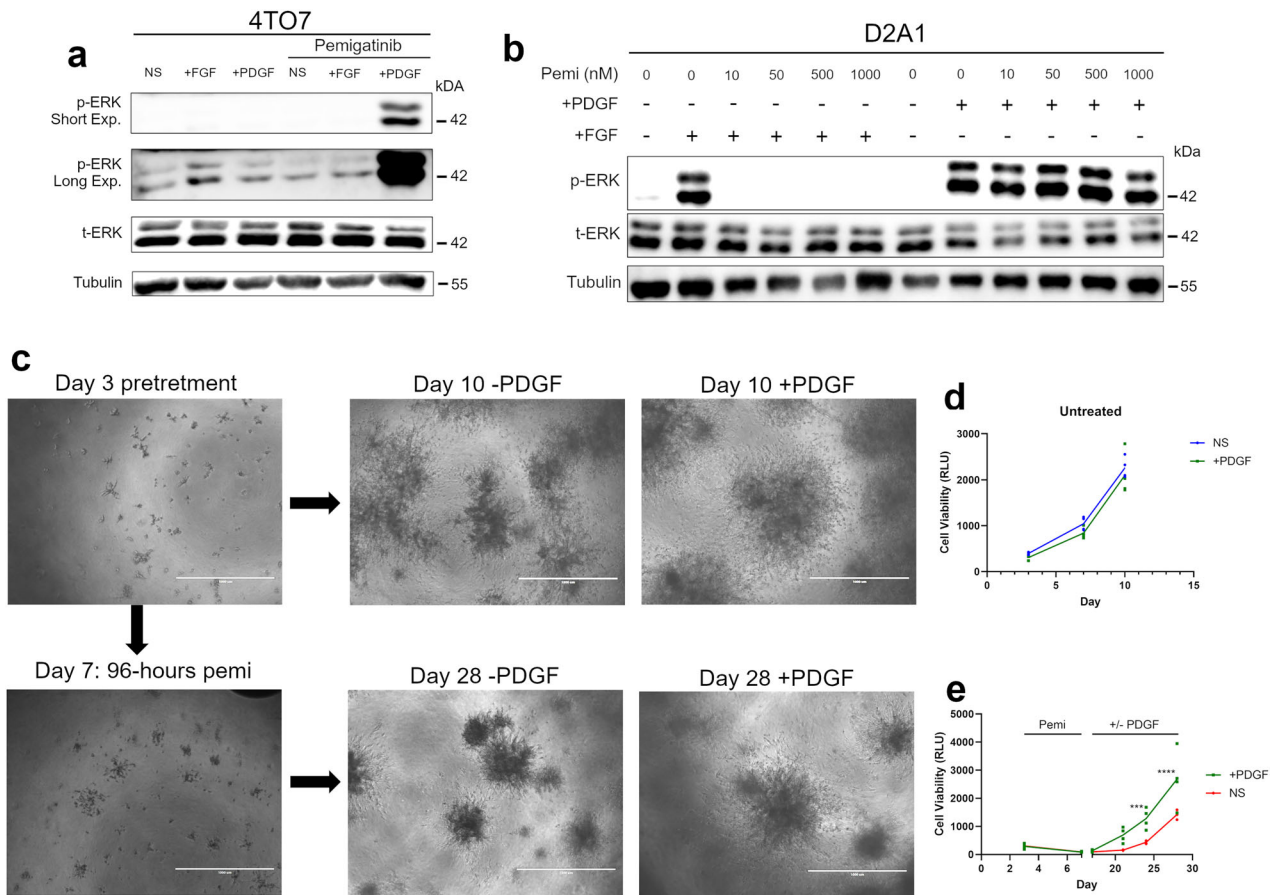 4TO7
a
Pemigatinib
NS +FGF +PDGF NS +FGF +PDGF
kDA
p-ERK
Short Exp.
42
p-ERK
Long Exp.
42
t-ERK
42
Tubulin
55
b
D2A1
Pemi (nM) 0 0 10 50 500 1000 0 0 10 50 500 1000
+PDGF - - - - - - - + + + + +
+FGF - + + + + + - - - - - -
kDa
p-ERK
42
t-ERK
42
Tubulin
55
c
Day 3 pretretment
Day 10 -PDGF
Day 10 +PDGF
Day 7: 96-hours pemi
Day 28 -PDGF
Day 28 +PDGF
d
Untreated
Cell Viability (RLU)
3000
2000
1000
0
0 5 10 15
Day
NS
+PDGF
e
Pemi
+/- PDGF
Cell Viability (RLU)
5000
4000
3000
2000
1000
0
***
****
0 2 4 6 20 24 28 30
Day
+PDGF
NS